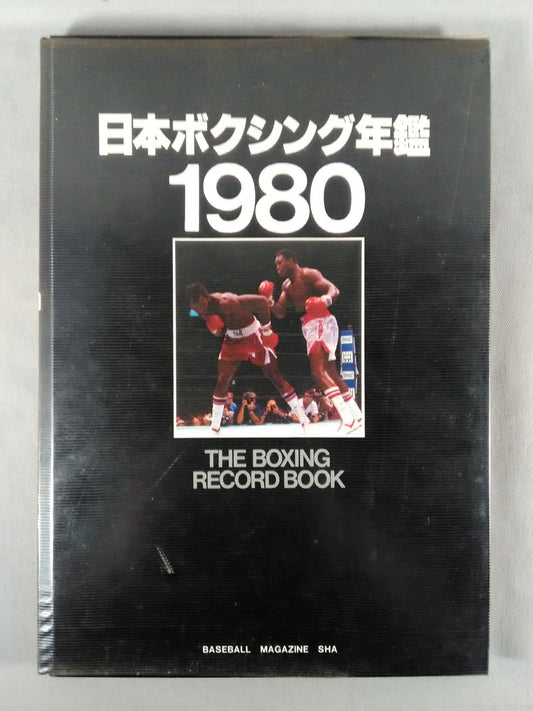 日本ボクシング年鑑
1980
THE BOXING
RECORD BOOK
BASEBALL MAGAZINE SHA